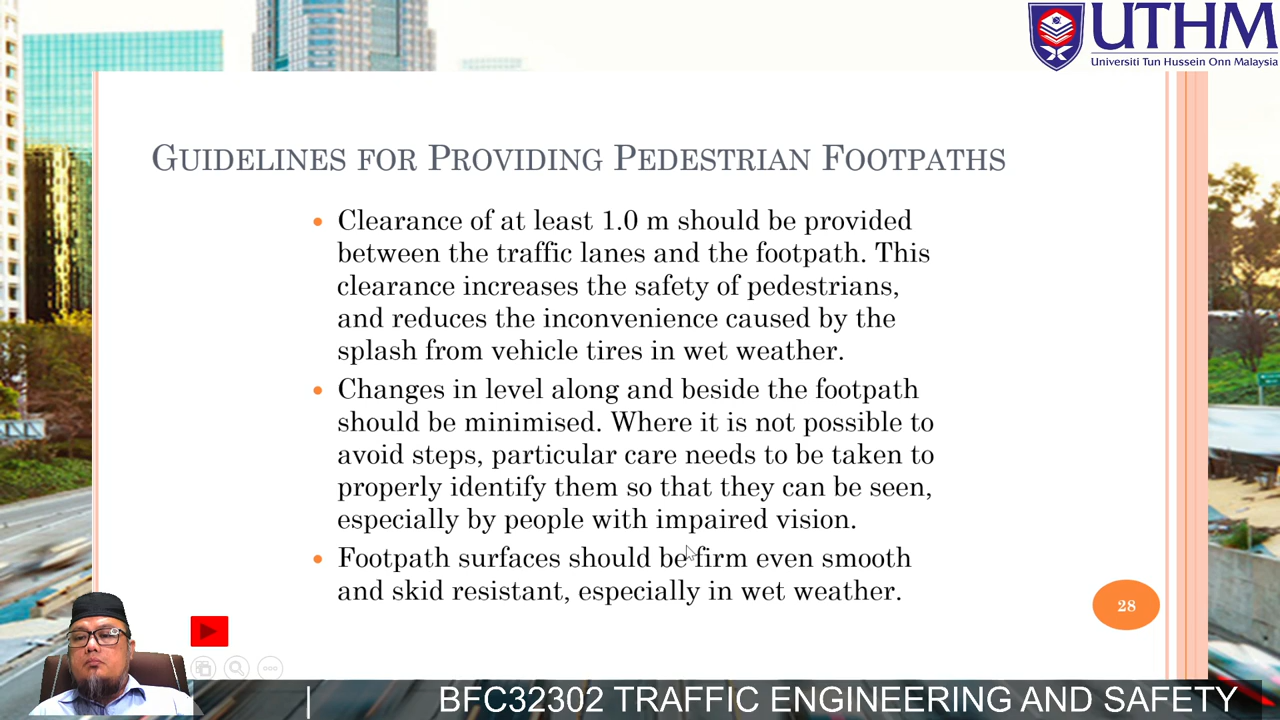 UTHM
Universiti Tun Hussein Onn Malaysia
GUIDELINES FOR PROVIDING PEDESTRIAN FOOTPATHS
• Clearance of at least 1.0 m should be provided
between the traffic lanes and the footpath. This
clearance increases the safety of pedestrians,
and reduces the inconvenience caused by the
splash from vehicle tires in wet weather.
• Changes in level along and beside the footpath
should be minimised. Where it is not possible to
avoid steps, particular care needs to be taken to
properly identify them so that they can be seen,
especially by people with impaired vision.
• Footpath surfaces should be firm even smooth
and skid resistant, especially in wet weather.
28
| BFC32302 TRAFFIC ENGINEERING AND SAFETY